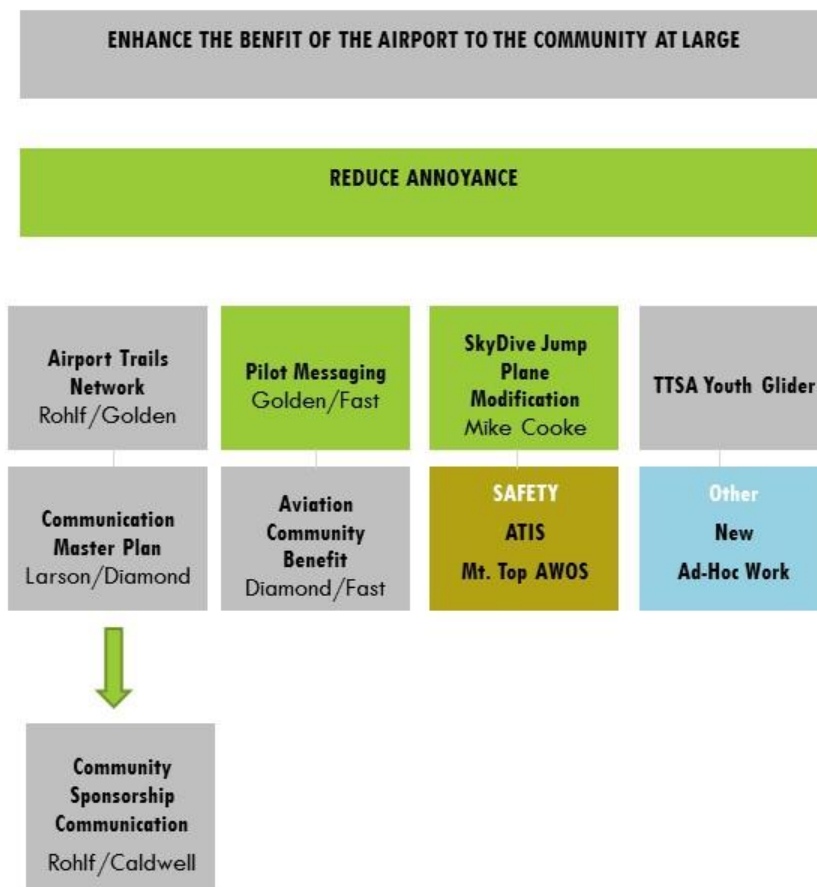 ENHANCE THE BENFIT OF THE AIRPORT TO THE COMMUNITY AT LARGE
REDUCE ANNOYANCE
Airport Trails
Network
Rohlf/Golden
Pilot Messaging
Golden/Fast
SkyDive Jump
Plane
Modification
Mike Cooke
TTSA Youth Glider
Communication
Master Plan
Larson/Diamond
Aviation
Community
Benefit
Diamond/Fast
SAFETY
ATIS
Mt. Top AWOS
Other
New
Ad-Hoc Work
Community
Sponsorship
Communication
Rohlf/Caldwell